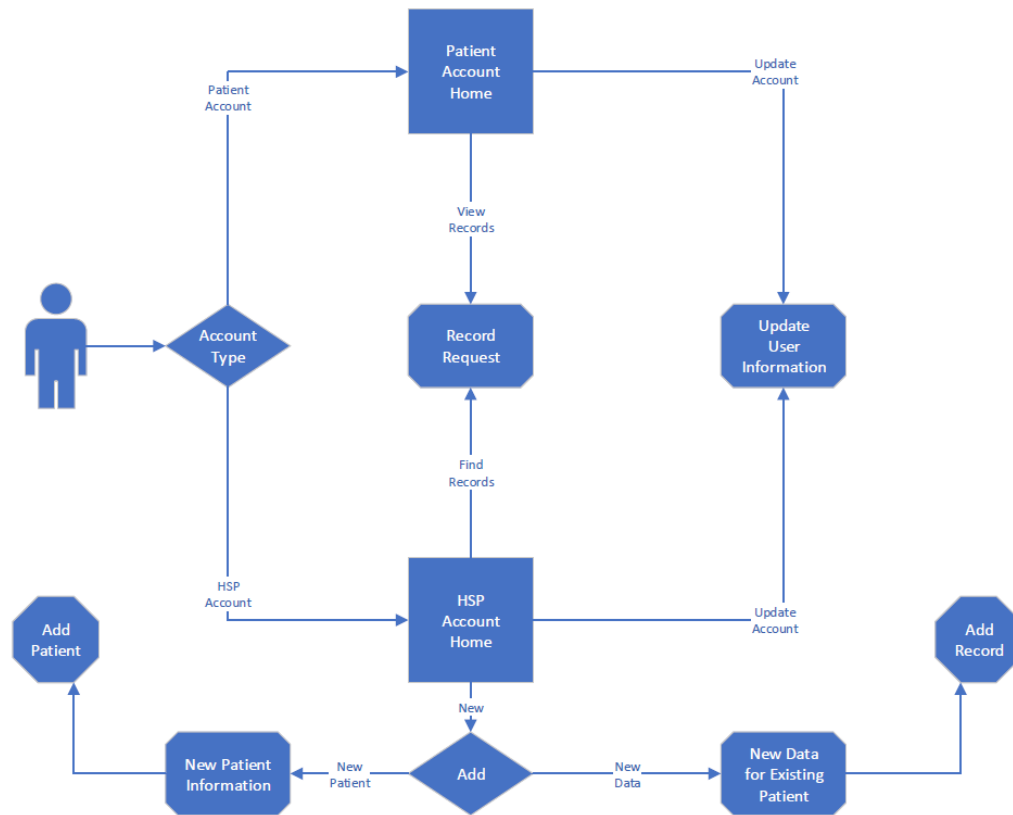 Patient
Account
Home
Update
Account
Patient
Account
View
Records
Account
Type
Record
Request
Update
User
Information
Find
Records
HSP
Account
HSP
Account
Home
Update
Account
Add
Patient
Add
Record
New
New Patient
Information
New
Patient
Add
New
Data
New Data
for Existing
Patient